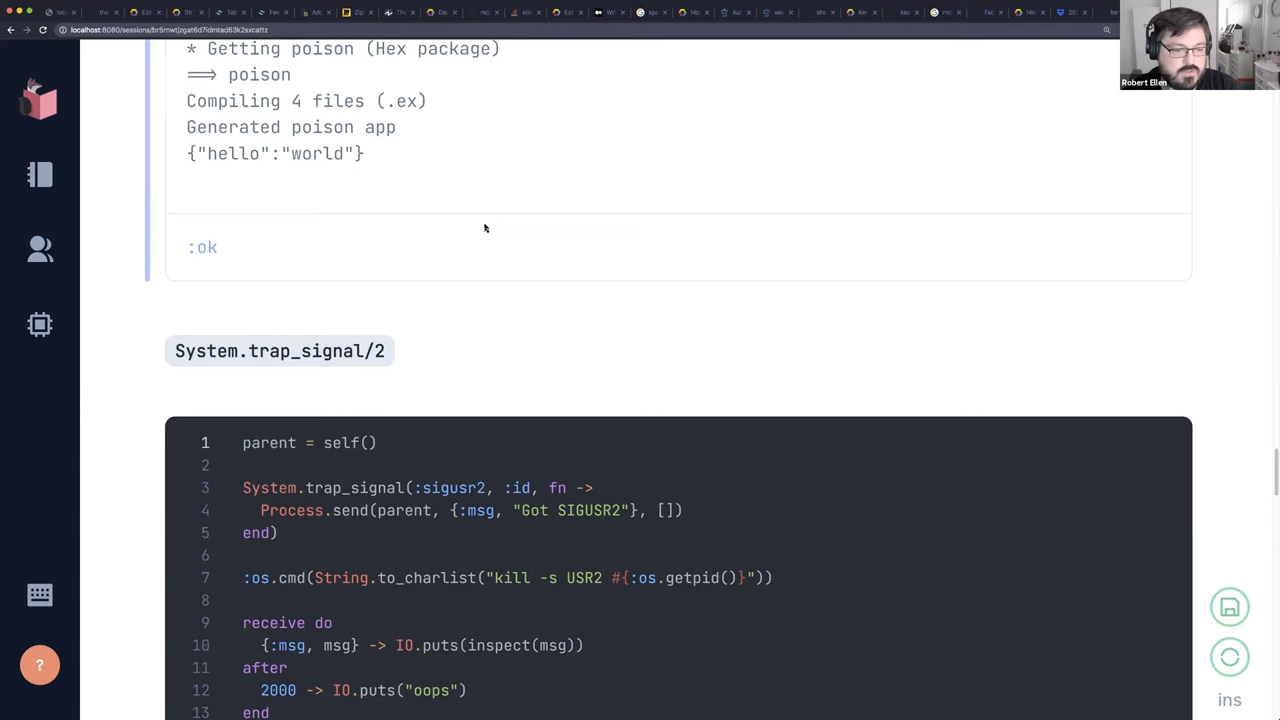 localhost:8080/sessions/br5rnwtjzgat6d7idmtad63k2sxcattz
Robert Ellen
* Getting poison (Hex package)
==> poison
Compiling 4 files (.ex)
Generated poison app
{"hello":"world"}
:ok
System.trap_signal/2
1 parent = self()
2
3 System.trap_signal(:sigusr2, :id, fn ->
4 Process.send(parent, {:msg, "Got SIGUSR2"}, [])
5 end)
6
7 :os.cmd(String.to_charlist("kill -s USR2 #{:os.getpid()}"))
8
9 receive do
10 {:msg, msg} -> IO.puts(inspect(msg))
11 after
12 2000 -> IO.puts("oops")
13 end
?
ins